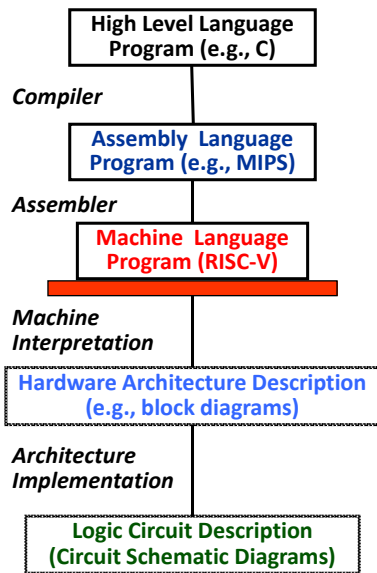 High Level Language
Program (e.g., C)
Compiler
Assembly Language
Program (e.g., MIPS)
Assembler
Machine Language
Program (RISC-V)
Machine
Interpretation
Hardware Architecture Description
(e.g., block diagrams)
Architecture
Implementation
Logic Circuit Description
(Circuit Schematic Diagrams)